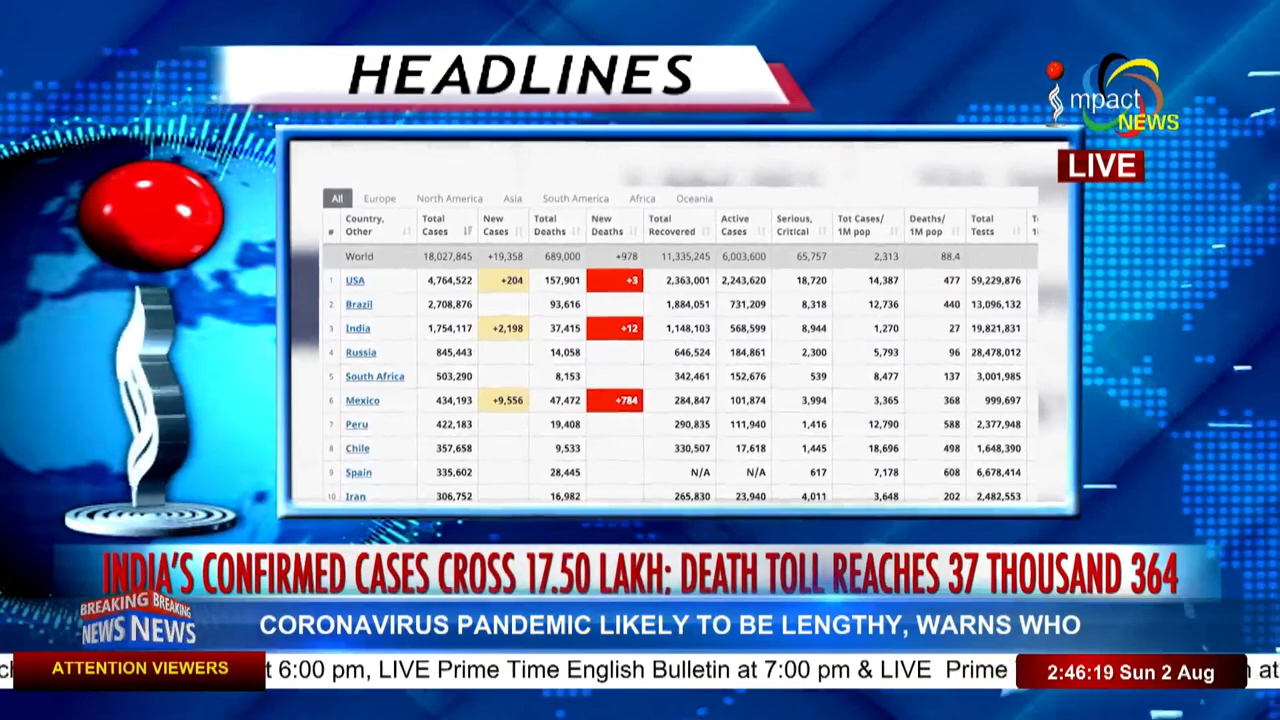 HEADLINES
mpact
NEWS
LIVE
All Europe North America Asia South America Africa Oceania
# Country, Other Total Cases New Cases Total Deaths New Deaths Total Recovered Active Cases Serious, Critical Tot Cases/ 1M pop Deaths/ 1M pop Total Tests
World 18,027,845 +19,358 689,000 +978 11,335,245 6,003,600 65,757 2,313 88.4
1 USA 4,764,522 +204 157,901 +3 2,363,001 2,243,620 18,720 14,387 477 59,229,876
2 Brazil 2,708,876 93,616 1,884,051 731,209 8,318 12,736 440 13,096,132
3 India 1,754,117 +2,198 37,415 +12 1,148,103 568,599 8,944 1,270 27 19,821,831
4 Russia 845,443 14,058 646,524 184,861 2,300 5,793 96 28,478,012
5 South Africa 503,290 8,153 342,461 152,676 539 8,477 137 3,001,985
6 Mexico 434,193 +9,556 47,472 +784 284,847 101,874 3,994 3,365 368 999,697
7 Peru 422,183 19,408 290,835 111,940 1,416 12,790 588 2,377,948
8 Chile 357,658 9,533 330,507 17,618 1,445 18,696 498 1,648,390
9 Spain 335,602 28,445 N/A N/A 617 7,178 608 6,678,414
10 Iran 306,752 16,982 265,830 23,940 4,011 3,648 202 2,482,553
INDIA'S CONFIRMED CASES CROSS 17.50 LAKH; DEATH TOLL REACHES 37 THOUSAND 364
BREAKING BREAKING
NEWS NEWS
CORONAVIRUS PANDEMIC LIKELY TO BE LENGTHY, WARNS WHO
ATTENTION VIEWERS
at 6:00 pm, LIVE Prime Time English Bulletin at 7:00 pm & LIVE Prime
2:46:19 Sun 2 Aug
at